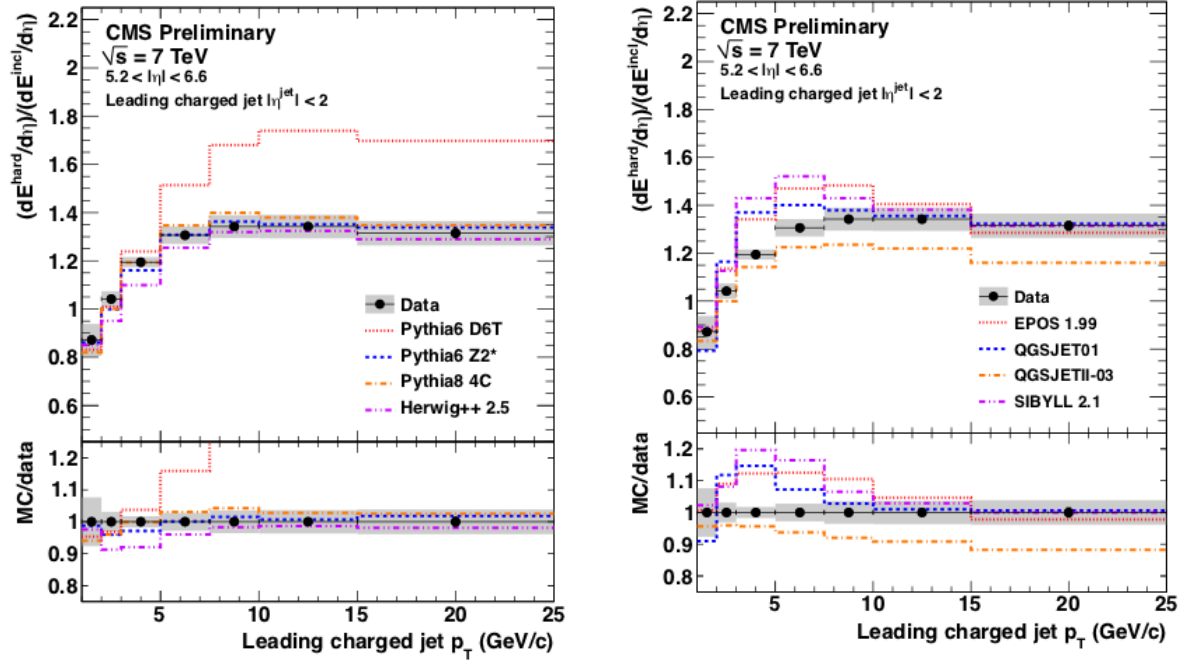 CMS Preliminary
√s = 7 TeV
5.2 < |η| < 6.6
Leading charged jet |η^jet| < 2
(dE^hard/dη)/(dE^incl/dη)
2.2
2
1.8
1.6
1.4
1.2
1
0.8
0.6
Data
Pythia6 D6T
Pythia6 Z2*
Pythia8 4C
Herwig++ 2.5
MC/data
1.2
1.1
1
0.9
0.8
5 10 15 20 25
Leading charged jet p_T (GeV/c)
CMS Preliminary
√s = 7 TeV
5.2 < |η| < 6.6
Leading charged jet |η^jet| < 2
(dE^hard/dη)/(dE^incl/dη)
2.2
2
1.8
1.6
1.4
1.2
1
0.8
0.6
Data
EPOS 1.99
QGSJET01
QGSJETII-03
SIBYLL 2.1
MC/data
1.2
1.1
1
0.9
0.8
5 10 15 20 25
Leading charged jet p_T (GeV/c)